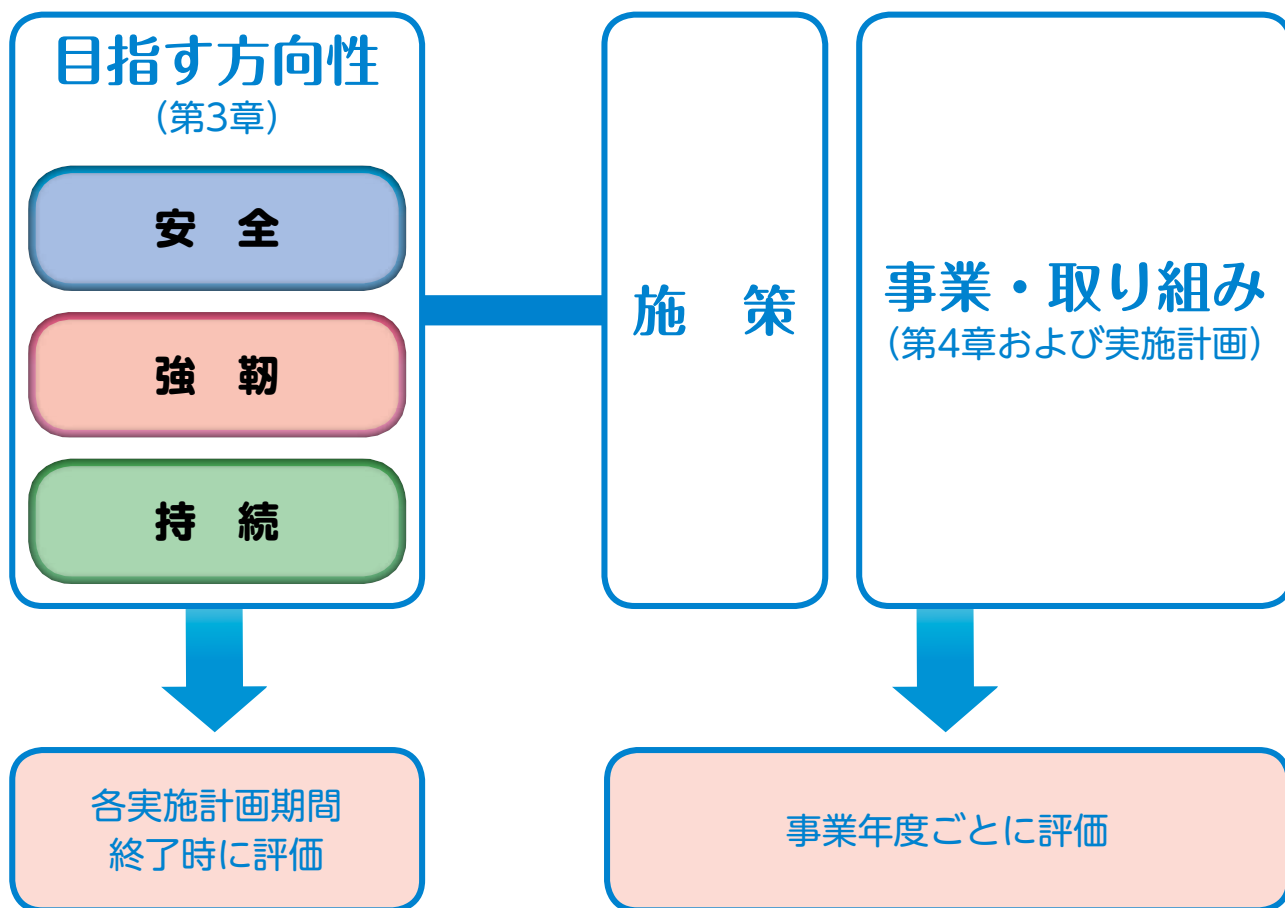 目指す方向性
(第3章)
安　全
強　靭
持　続
施　策
事業・取り組み
(第4章および実施計画)
各実施計画期間
終了時に評価
事業年度ごとに評価